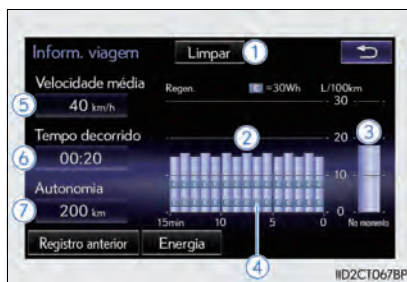 Inform. viagem
Limpar
1
Velocidade média
5
40 km/h
Regen.
C =30Wh
L/100km
30
Tempo decorrido
6
00:20
2
20
3
10
Autonomia
7
200 km
0
15min
10
5
0
No momento
Registro anterior
Energia
4
IID2CT067BP